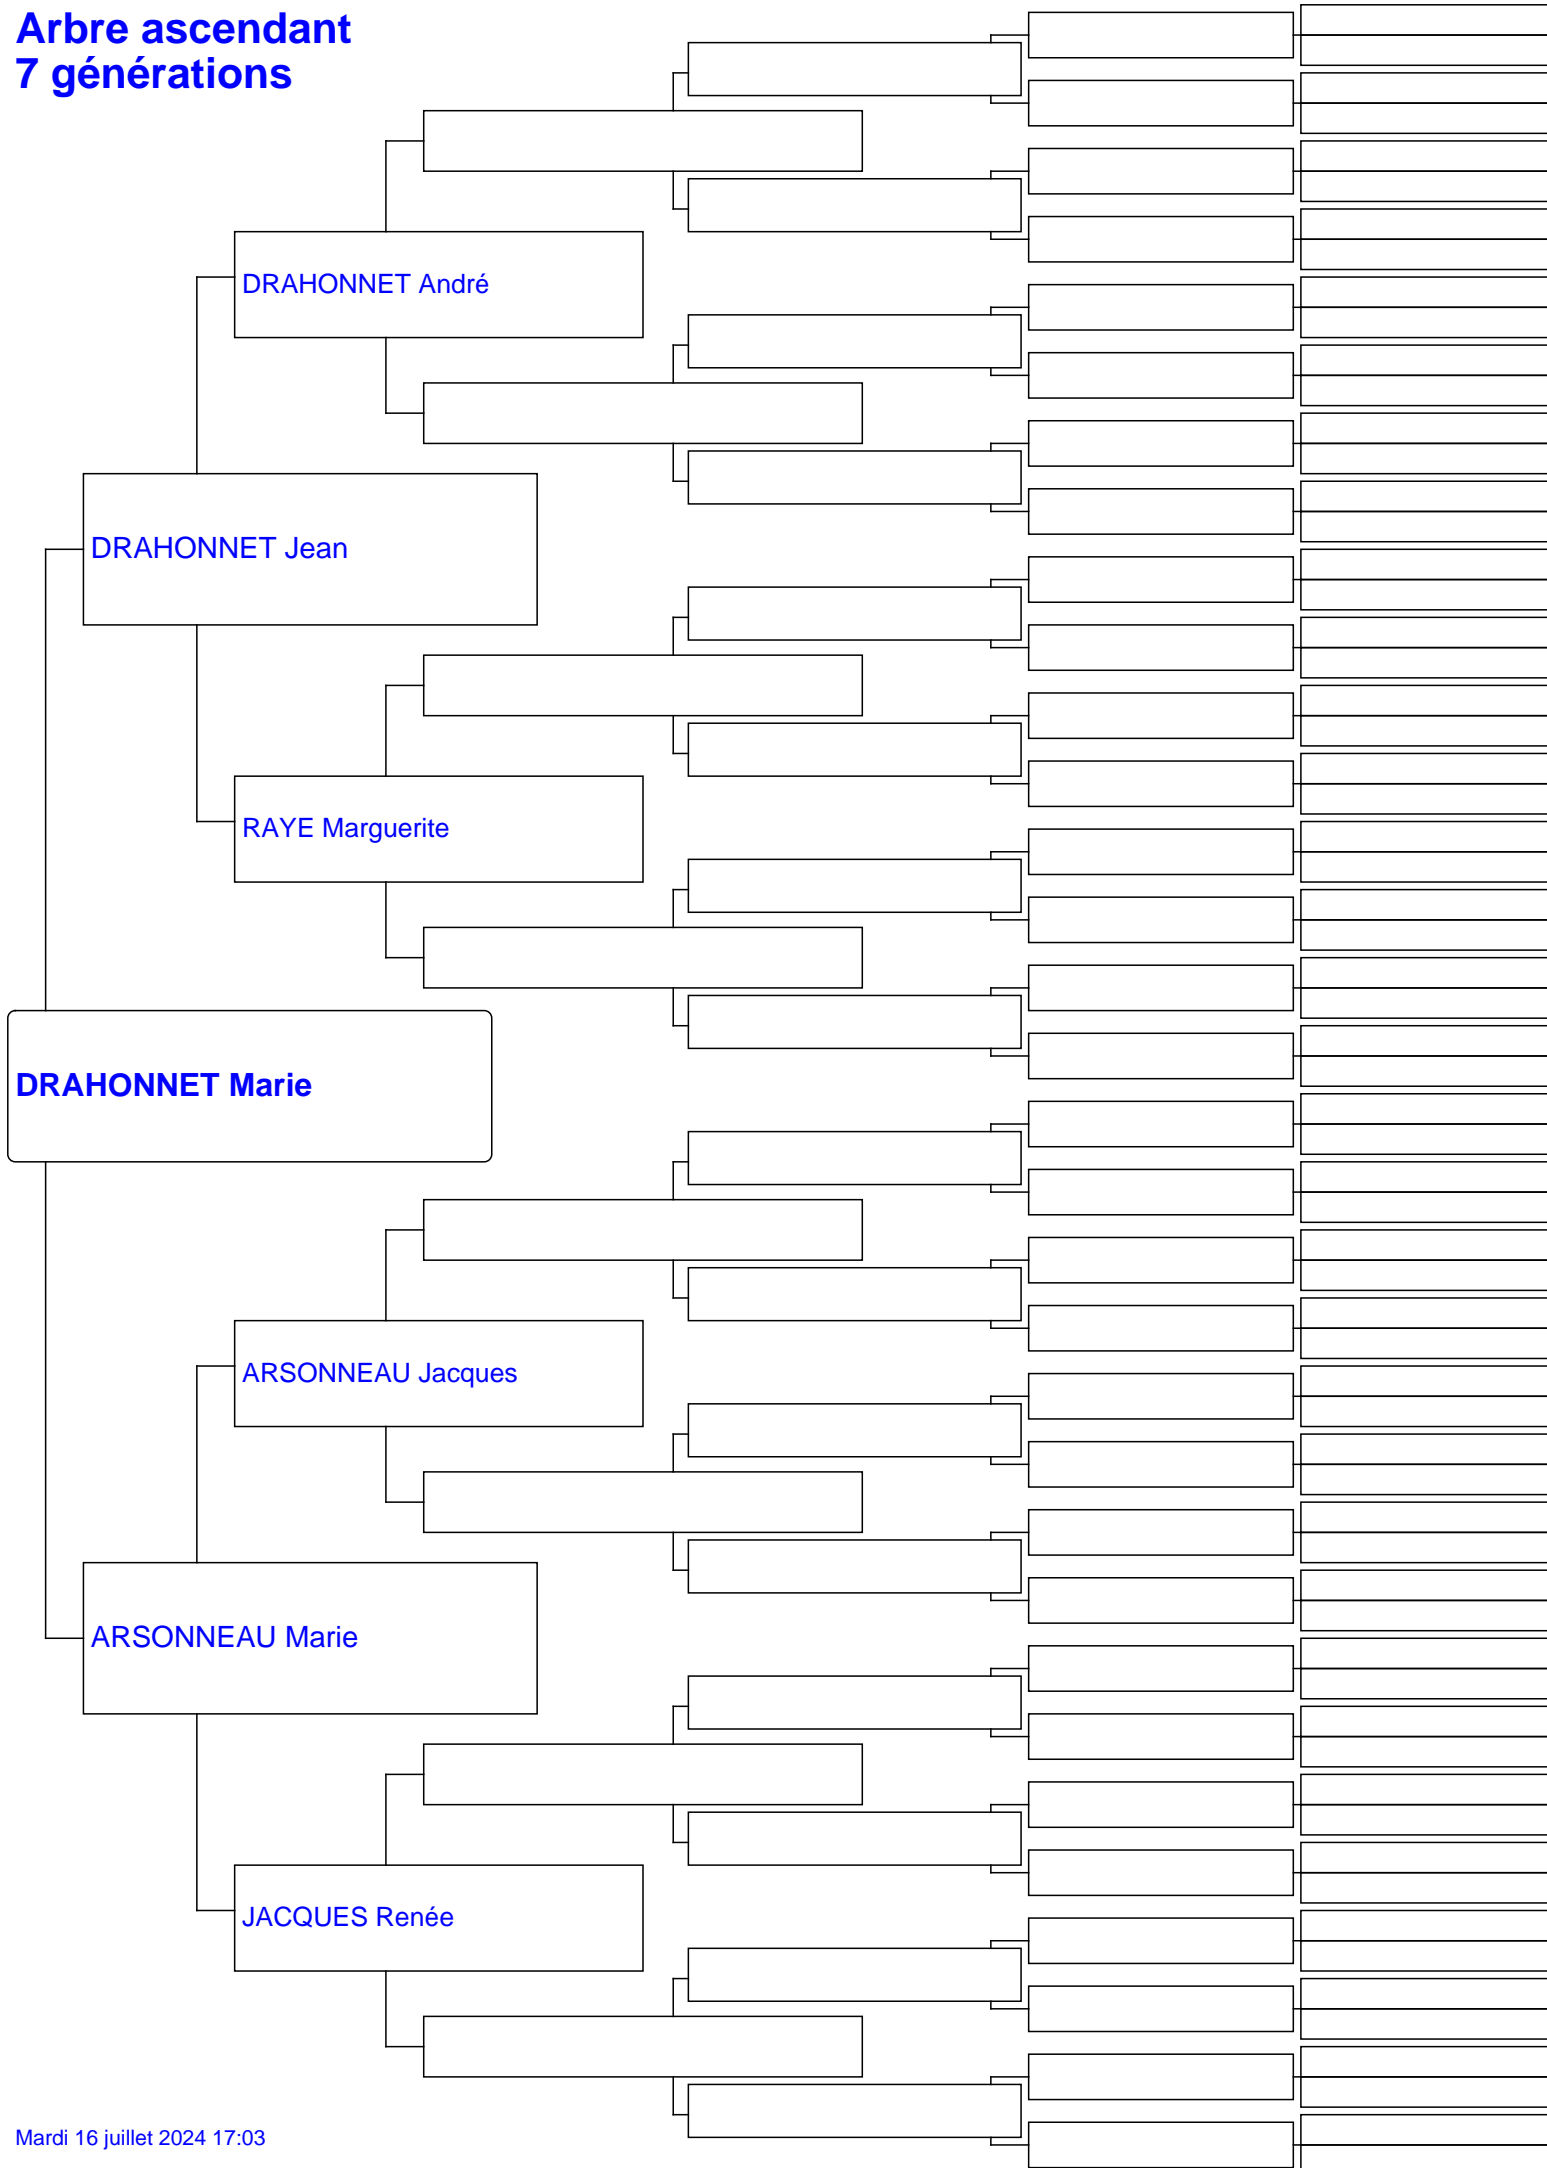 Arbre ascendant
7 générations
DRAHONNET André
DRAHONNET Jean
RAYE Marguerite
DRAHONNET Marie
ARSONNEAU Jacques
ARSONNEAU Marie
JACQUES Renée
Mardi 16 juillet 2024 17:03